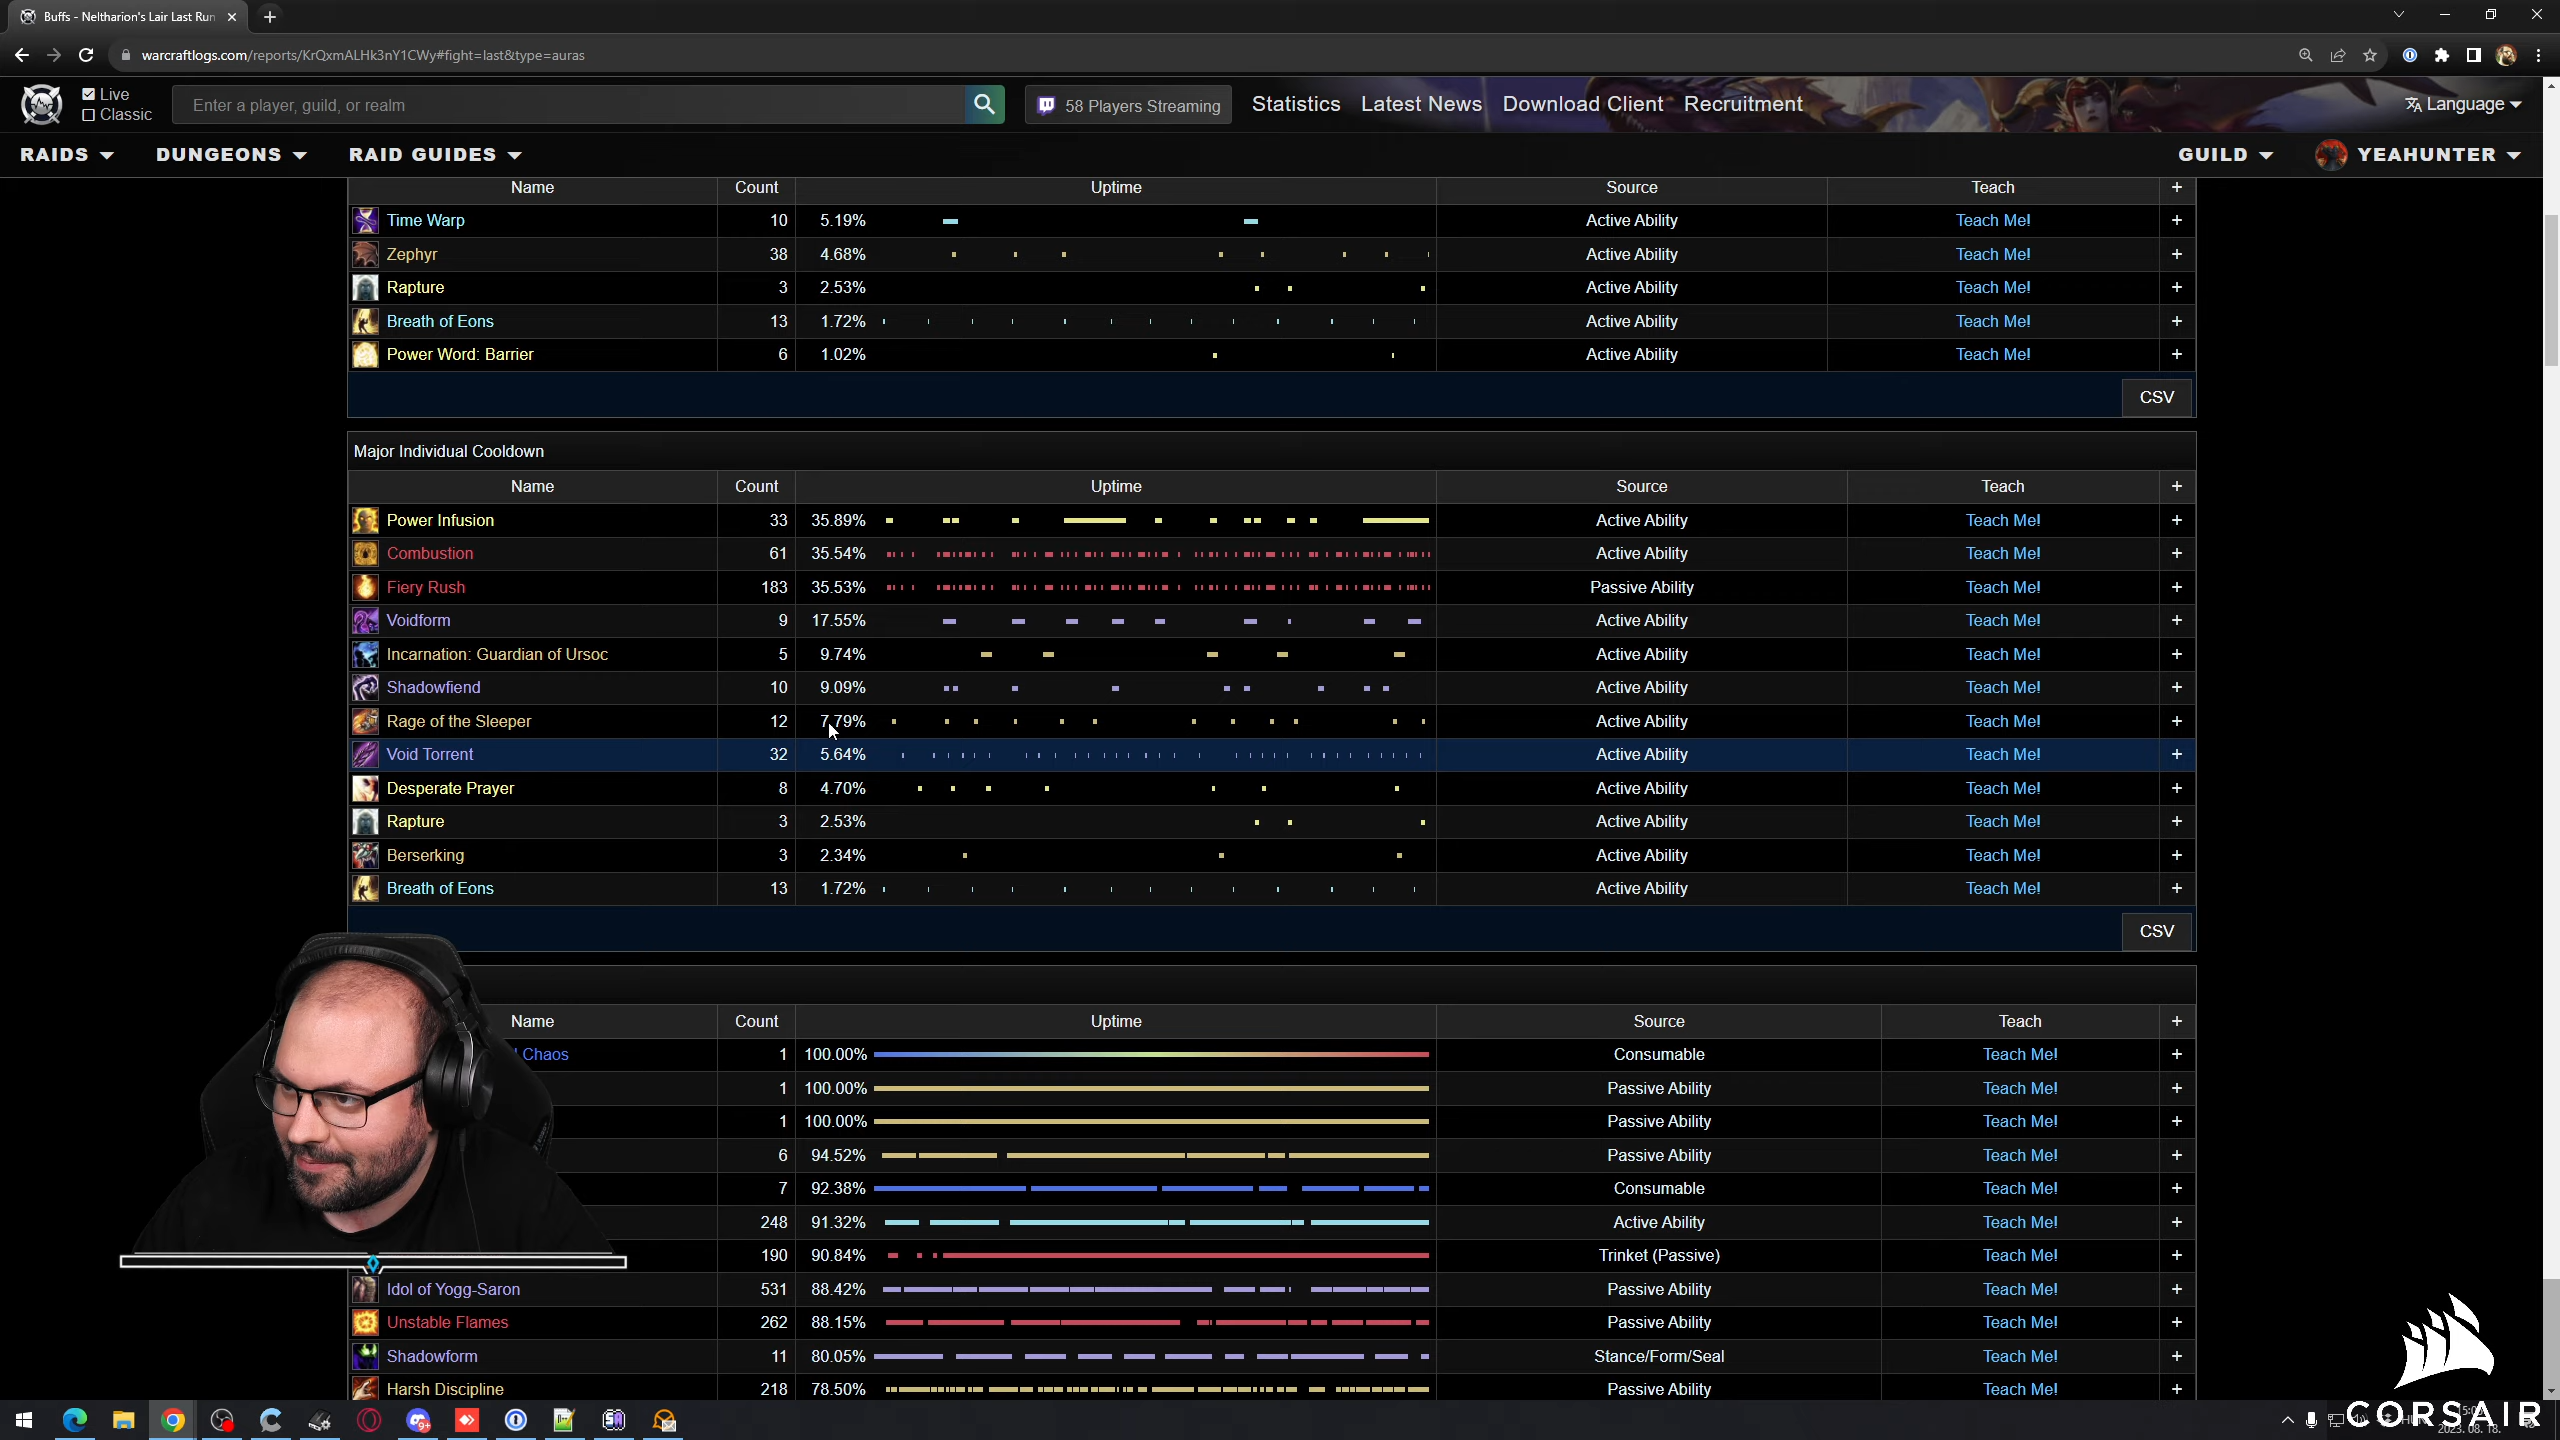 Buffs - Neltharion's Lair Last Run
warcraftlogs.com/reports/KrQxmALHk3nY1CWy#fight=last&type=auras
Live
Classic
Enter a player, guild, or realm
58 Players Streaming
Statistics
Latest News
Download Client
Recruitment
Language
RAIDS
DUNGEONS
RAID GUIDES
GUILD
YEAHUNTER
Name Count Uptime Source Teach +
Time Warp 10 5.19% Active Ability Teach Me! +
Zephyr 38 4.68% Active Ability Teach Me! +
Rapture 3 2.53% Active Ability Teach Me! +
Breath of Eons 13 1.72% Active Ability Teach Me! +
Power Word: Barrier 6 1.02% Active Ability Teach Me! +
CSV
Major Individual Cooldown
Name Count Uptime Source Teach +
Power Infusion 33 35.89% Active Ability Teach Me! +
Combustion 61 35.54% Active Ability Teach Me! +
Fiery Rush 183 35.53% Passive Ability Teach Me! +
Voidform 9 17.55% Active Ability Teach Me! +
Incarnation: Guardian of Ursoc 5 9.74% Active Ability Teach Me! +
Shadowfiend 10 9.09% Active Ability Teach Me! +
Rage of the Sleeper 12 7.79% Active Ability Teach Me! +
Void Torrent 32 5.64% Active Ability Teach Me! +
Desperate Prayer 8 4.70% Active Ability Teach Me! +
Rapture 3 2.53% Active Ability Teach Me! +
Berserking 3 2.34% Active Ability Teach Me! +
Breath of Eons 13 1.72% Active Ability Teach Me! +
CSV
Name Count Uptime Source Teach +
Chaos 1 100.00% Consumable Teach Me! +
1 100.00% Passive Ability Teach Me! +
1 100.00% Passive Ability Teach Me! +
6 94.52% Passive Ability Teach Me! +
7 92.38% Consumable Teach Me! +
248 91.32% Active Ability Teach Me! +
190 90.84% Trinket (Passive) Teach Me! +
Idol of Yogg-Saron 531 88.42% Passive Ability Teach Me! +
Unstable Flames 262 88.15% Passive Ability Teach Me! +
Shadowform 11 80.05% Stance/Form/Seal Teach Me! +
Harsh Discipline 218 78.50% Passive Ability Teach Me! +
CORSAIR
2023. 08. 18.